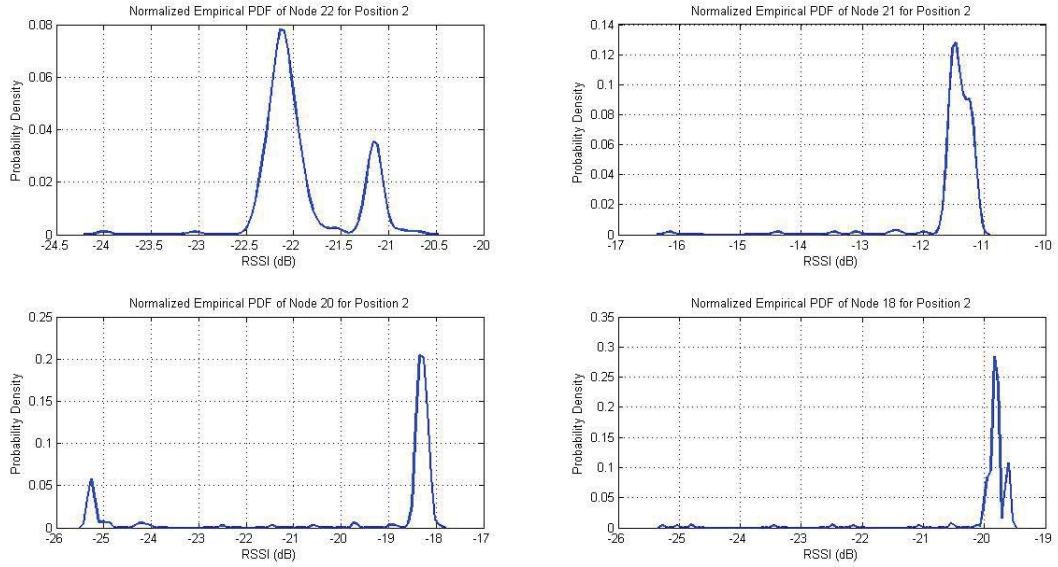 Normalized Empirical PDF of Node 22 for Position 2
0.08
0.06
0.04
0.02
0
Probability Density
-24.5 -24 -23.5 -23 -22.5 -22 -21.5 -21 -20.5 -20
RSSI (dB)
Normalized Empirical PDF of Node 21 for Position 2
0.14
0.12
0.1
0.08
0.06
0.04
0.02
0
Probability Density
-17 -16 -15 -14 -13 -12 -11 -10
RSSI (dB)
Normalized Empirical PDF of Node 20 for Position 2
0.25
0.2
0.15
0.1
0.05
0
Probability Density
-26 -25 -24 -23 -22 -21 -20 -19 -18 -17
RSSI (dB)
Normalized Empirical PDF of Node 18 for Position 2
0.35
0.3
0.25
0.2
0.15
0.1
0.05
0
Probability Density
-26 -25 -24 -23 -22 -21 -20 -19
RSSI (dB)